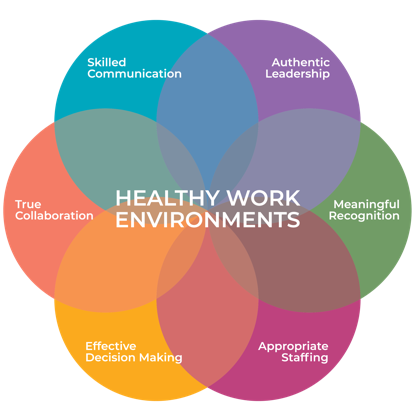 Skilled
Communication
Authentic
Leadership
True
Collaboration
HEALTHY WORK
ENVIRONMENTS
Meaningful
Recognition
Effective
Decision Making
Appropriate
Staffing